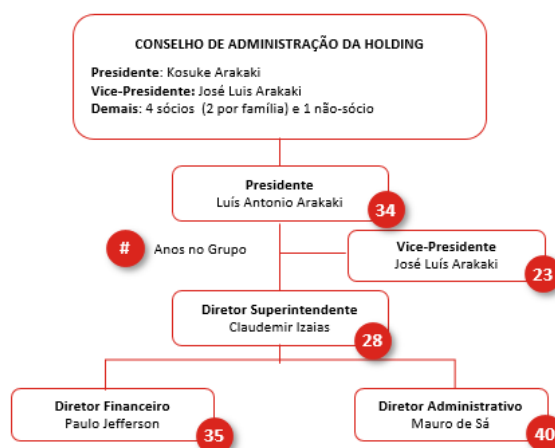 CONSELHO DE ADMINISTRAÇÃO DA HOLDING
Presidente: Kosuke Arakaki
Vice-Presidente: José Luis Arakaki
Demais: 4 sócios (2 por família) e 1 não-sócio
Presidente
Luís Antonio Arakaki
34
# Anos no Grupo
Vice-Presidente
José Luís Arakaki
23
Diretor Superintendente
Claudemir Izaias
28
Diretor Financeiro
Paulo Jefferson
35
Diretor Administrativo
Mauro de Sá
40